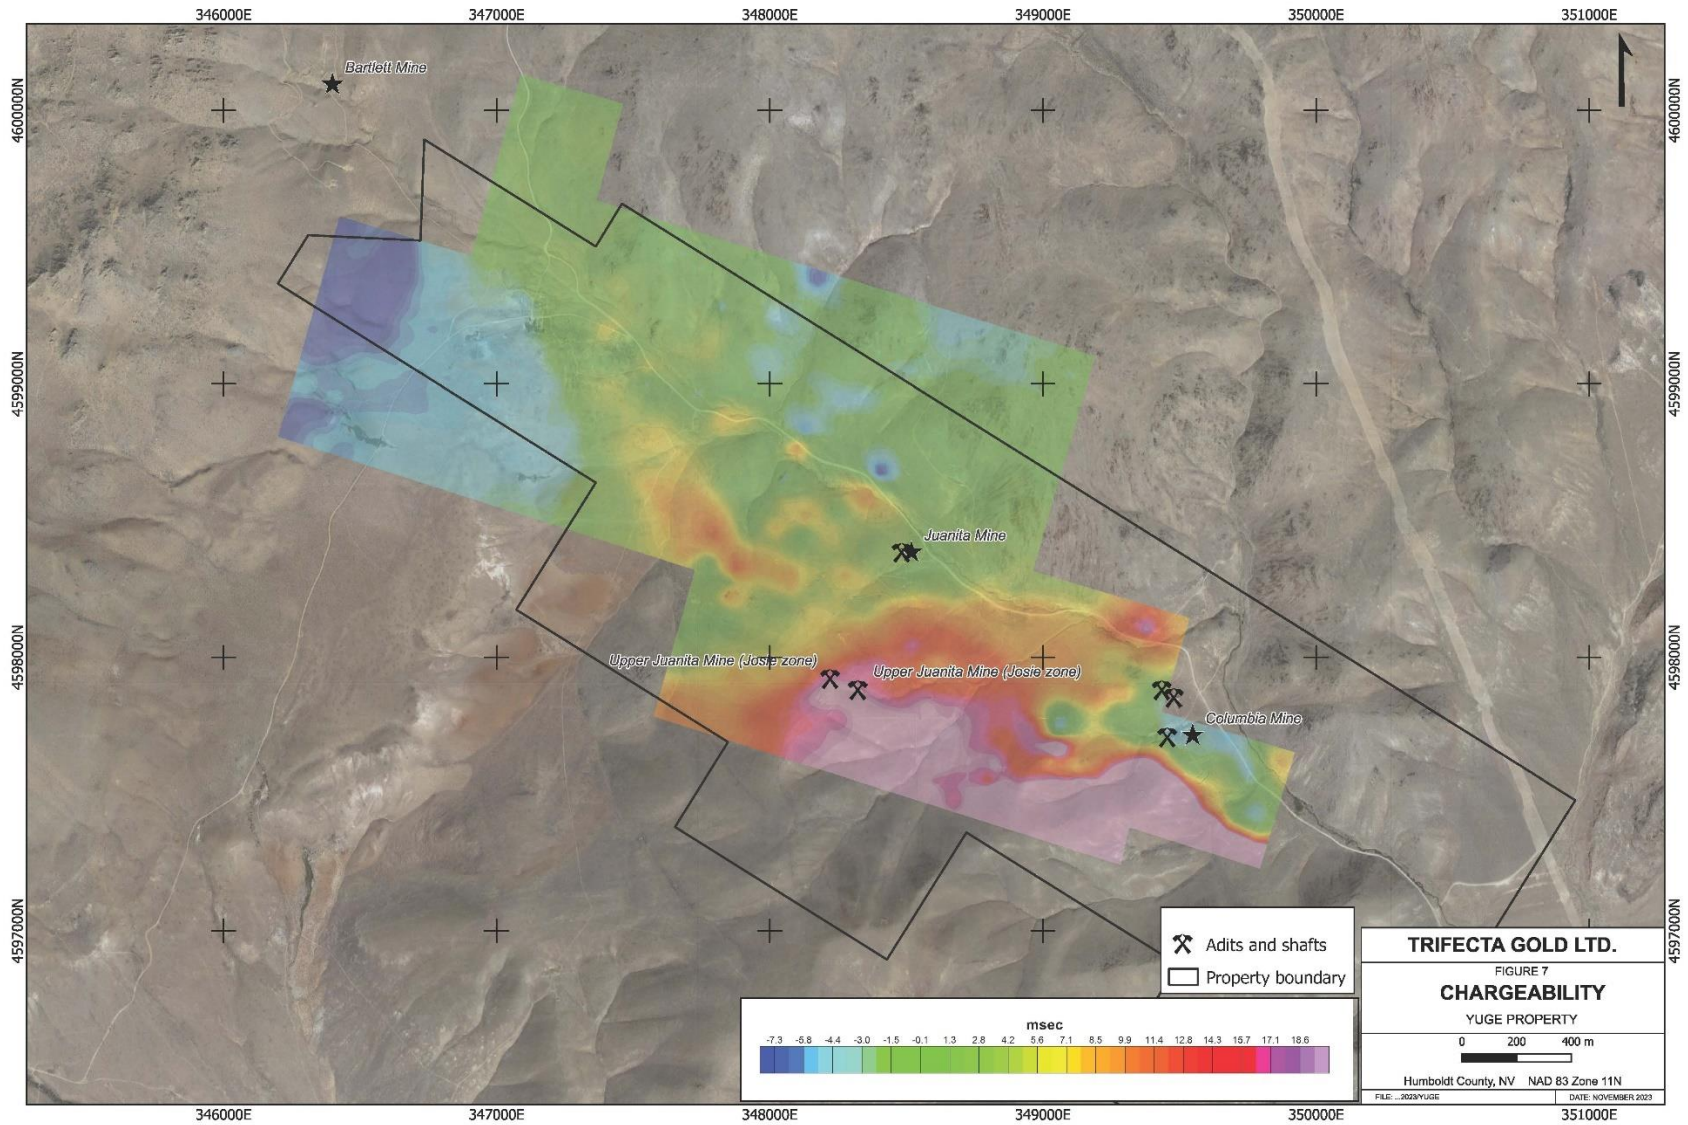 346000E 347000E 348000E 349000E 350000E 351000E
4600000N
4600000N
Bartlett Mine
4599000N
4599000N
Juanita Mine
4598000N
4598000N
Upper Juanita Mine (Josie zone)
Upper Juanita Mine (Josie zone)
Columbia Mine
4597000N
4597000N
Adits and shafts
Property boundary
msec
-7.3 -5.8 -4.4 -3.0 -1.5 -0.1 1.3 2.8 4.2 5.6 7.1 8.5 9.9 11.4 12.8 14.3 15.7 17.1 18.6
TRIFECTA GOLD LTD.
FIGURE 7
CHARGEABILITY
YUGE PROPERTY
0 200 400 m
Humboldt County, NV NAD 83 Zone 11N
FILE: ...2023/YUGE DATE: NOVEMBER 2023
346000E 347000E 348000E 349000E 350000E 351000E